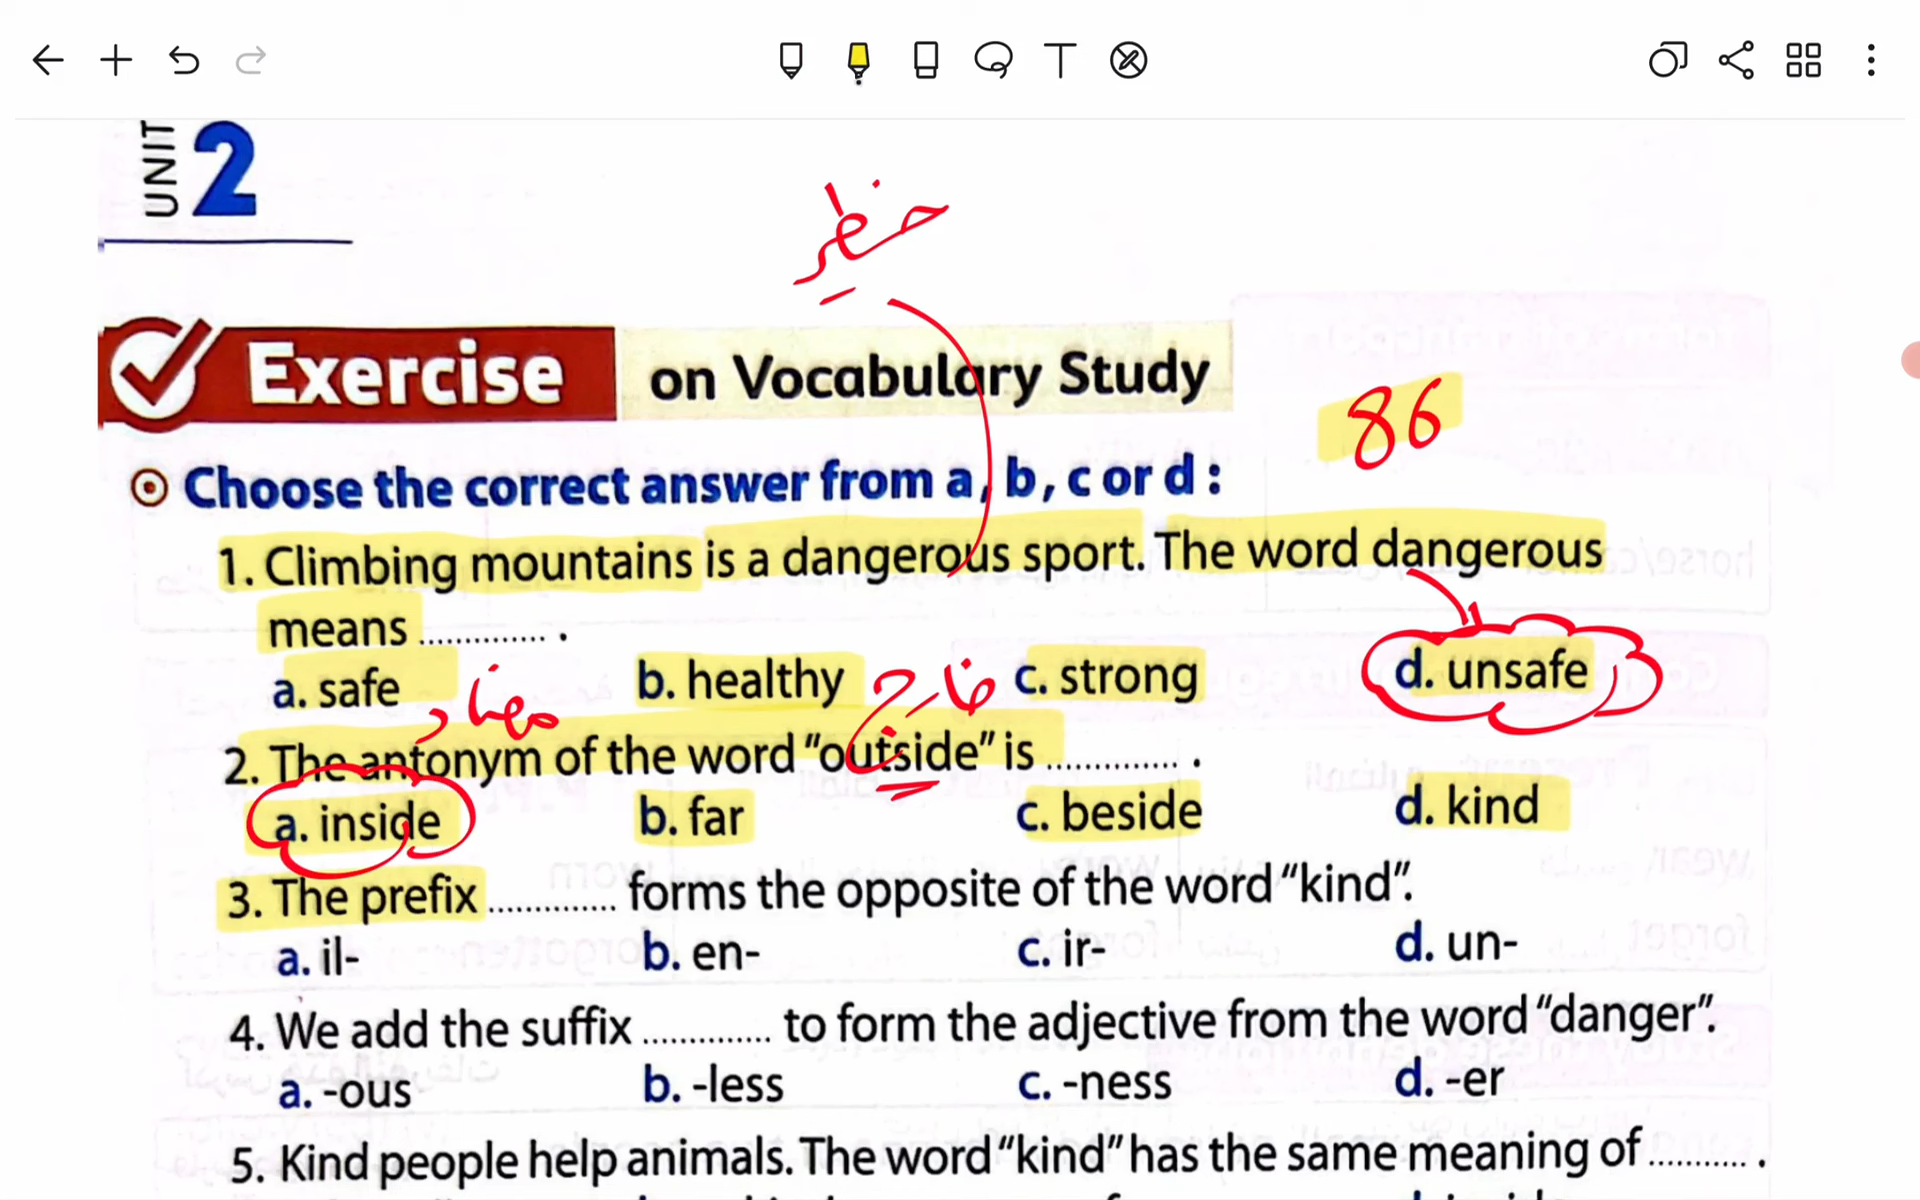 UNIT 2
خطر
Exercise on Vocabulary Study
86
Choose the correct answer from a, b, c or d :
1. Climbing mountains is a dangerous sport. The word dangerous
means ............. .
a. safe b. healthy c. strong d. unsafe
خارج
2. The antonym of the word "outside" is ............. .
a. inside b. far c. beside d. kind
3. The prefix ............. forms the opposite of the word "kind".
a. il- b. en- c. ir- d. un-
4. We add the suffix ............. to form the adjective from the word "danger".
a. -ous b. -less c. -ness d. -er
5. Kind people help animals. The word "kind" has the same meaning of .......... .